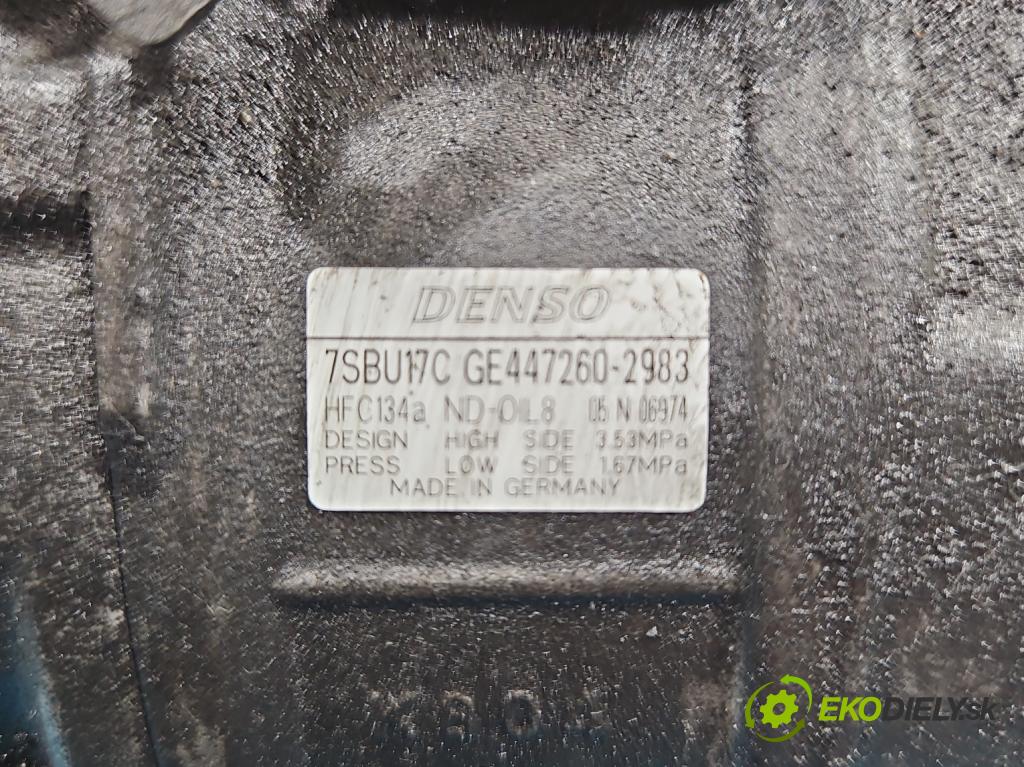 DENSO
7SBU17C GE447260-2983
HFC134a ND-OIL8 05 N 06974
DESIGN HIGH SIDE 3.53MPa
PRESS LOW SIDE 1.67MPa
MADE IN GERMANY
EKODIELY.SK